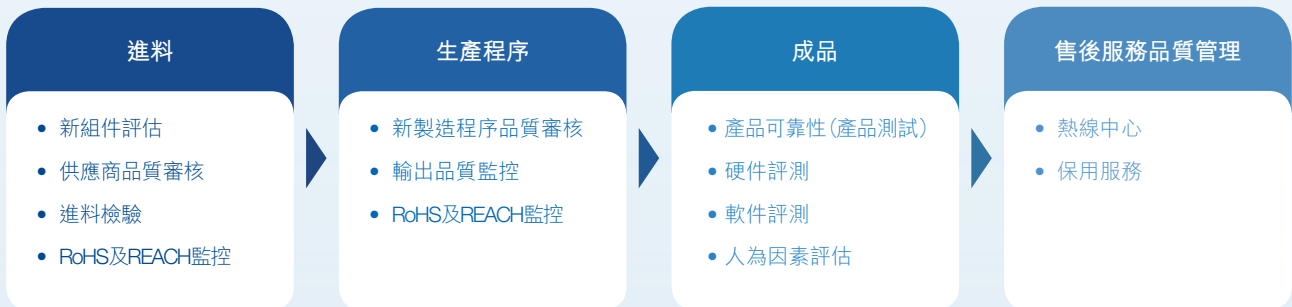 進料
• 新組件評估
• 供應商品質審核
• 進料檢驗
• RoHS及REACH監控
生產程序
• 新製造程序品質審核
• 輸出品質監控
• RoHS及REACH監控
成品
• 產品可靠性（產品測試）
• 硬件評測
• 軟件評測
• 人為因素評估
售後服務品質管理
• 熱線中心
• 保用服務